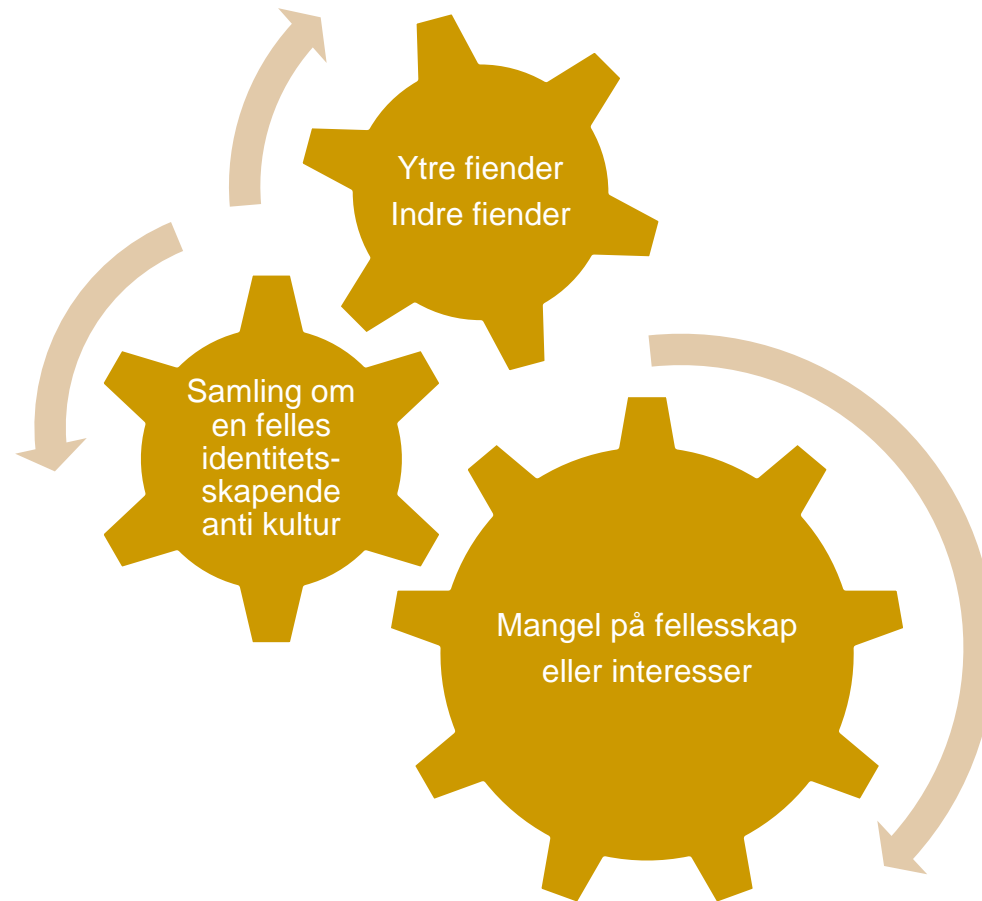 Ytre fiender
Indre fiender
Samling om
en felles
identitets-
skapende
anti kultur
Mangel på fellesskap
eller interesser